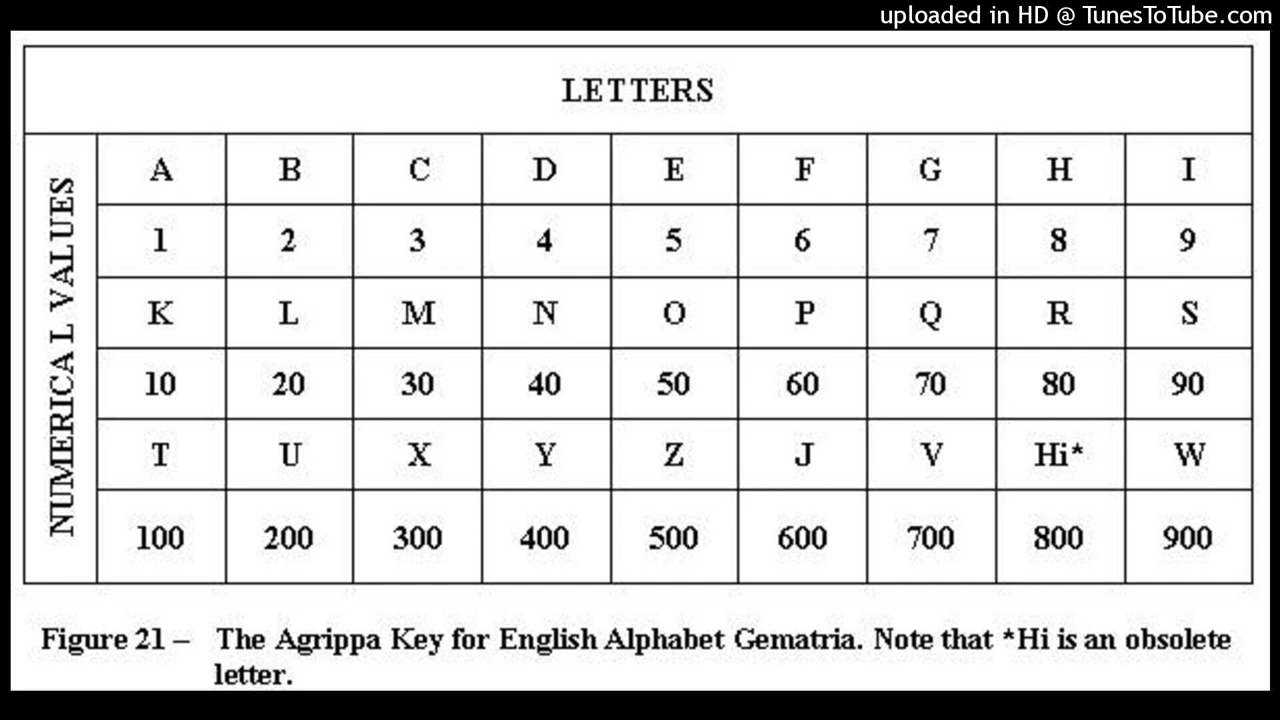 uploaded in HD @ TunesToTube.com
LETTERS
NUMERICAL VALUES
A B C D E F G H I
1 2 3 4 5 6 7 8 9
K L M N O P Q R S
10 20 30 40 50 60 70 80 90
T U X Y Z J V Hi* W
100 200 300 400 500 600 700 800 900
Figure 21 – The Agrippa Key for English Alphabet Gematria. Note that *Hi is an obsolete
letter.